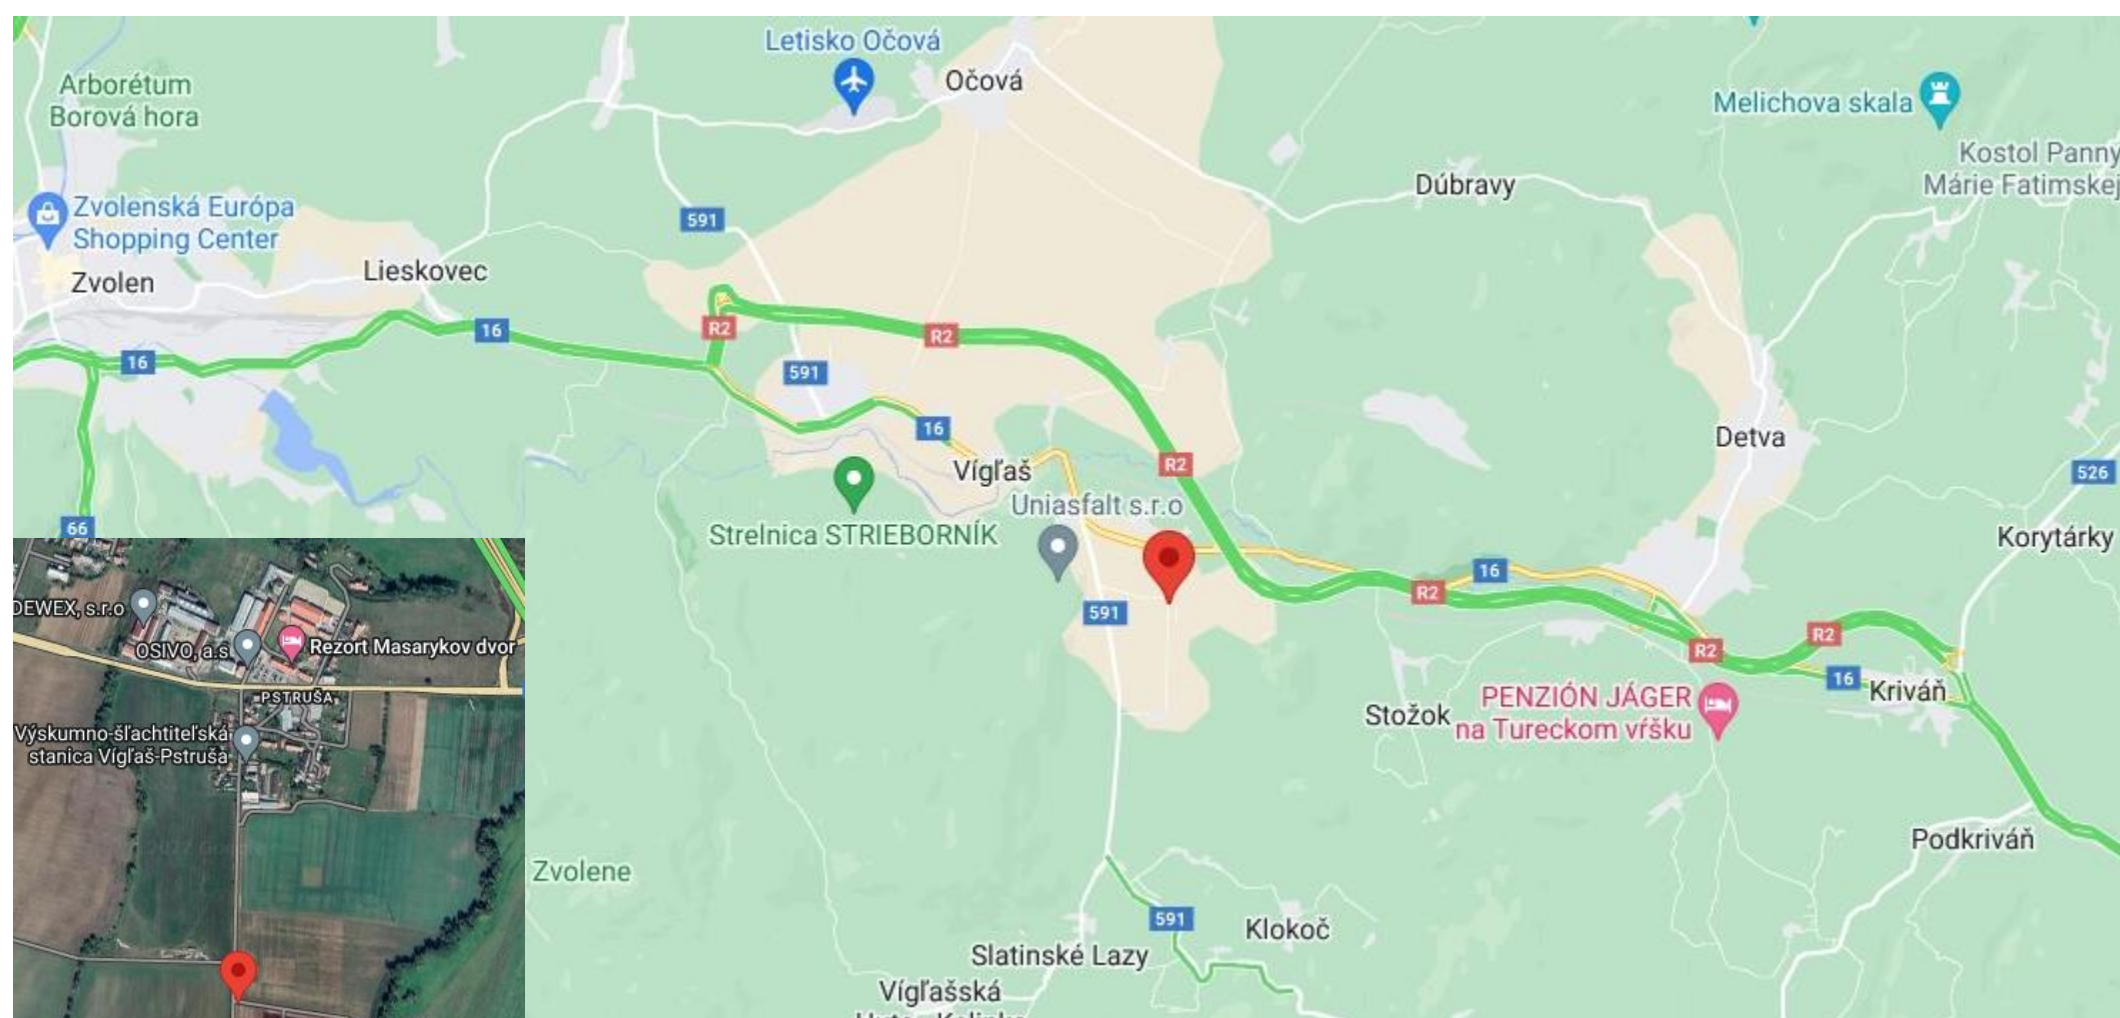 Letisko Očová
Očová
Arborétum
Borová hora
Melichova skala
Kostol Panny
Márie Fatimskej
Dúbravy
Zvolenská Európa
Shopping Center
591
Zvolen
Lieskovec
16
R2
R2
16
591
16
Detva
Vígľaš
R2
526
Uniasfalt s.r.o
Strelnica STRIEBORNÍK
66
Korytárky
16
R2
591
R2
R2
16
Kriváň
PENZIÓN JÁGER
na Tureckom vŕšku
Stožok
Podkriváň
Zvolene
591
Klokoč
Slatinské Lazy
Vígľašská
DEWEX, s.r.o
OSIVO, a.s
Rezort Masarykov dvor
PSTRUŠA
Výskumno-šľachtiteľská
stanica Vígľaš-Pstruša